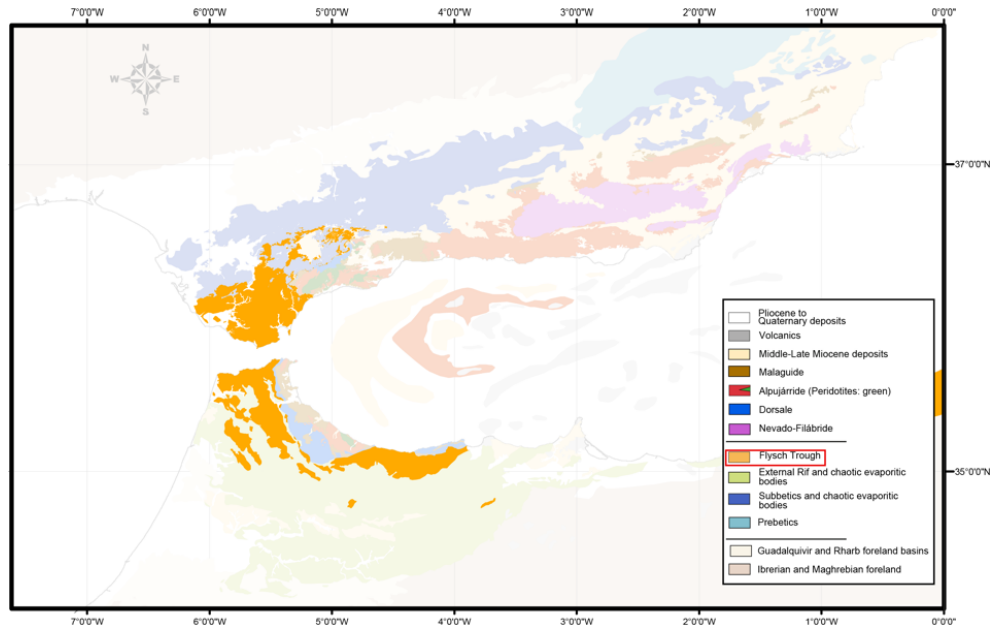 7°0'0"W 6°0'0"W 5°0'0"W 4°0'0"W 3°0'0"W 2°0'0"W 1°0'0"W 0°0'0"
N
W E
S
37°0'0"N
Pliocene to
Quaternary deposits
Volcanics
Middle-Late Miocene deposits
Malaguide
Alpujárride (Peridotites: green)
Dorsale
Nevado-Filábride
Flysch Trough
External Rif and chaotic evaporitic
bodies
Subbetics and chaotic evaporitic
bodies
Prebetics
Guadalquivir and Rharb foreland basins
Ibrerian and Maghrebian foreland
35°0'0"N
7°0'0"W 6°0'0"W 5°0'0"W 4°0'0"W 3°0'0"W 2°0'0"W 1°0'0"W 0°0'0"